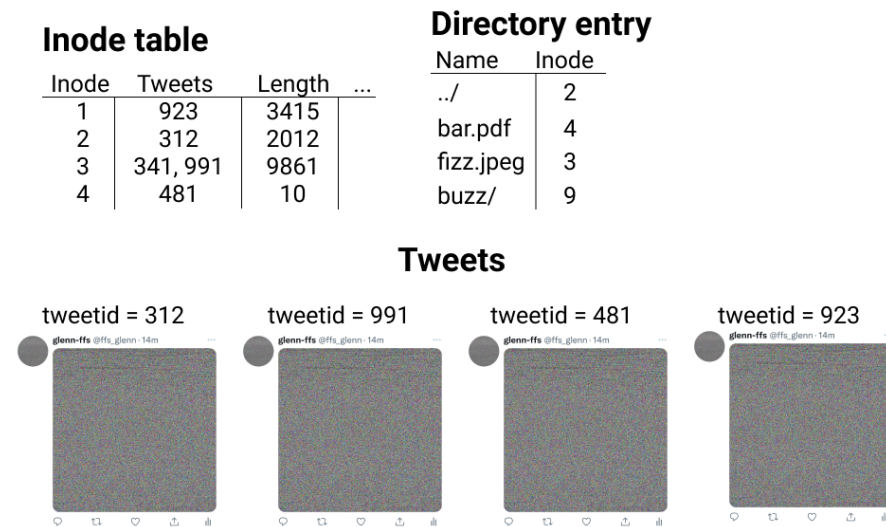 Inode table
Inode Tweets Length ...
1 923 3415
2 312 2012
3 341, 991 9861
4 481 10
Directory entry
Name Inode
../ 2
bar.pdf 4
fizz.jpeg 3
buzz/ 9
Tweets
tweetid = 312
tweetid = 991
tweetid = 481
tweetid = 923
glenn-ffs @ffs_glenn · 14m ...
glenn-ffs @ffs_glenn · 14m ...
glenn-ffs @ffs_glenn · 14m ...
glenn-ffs @ffs_glenn · 14m